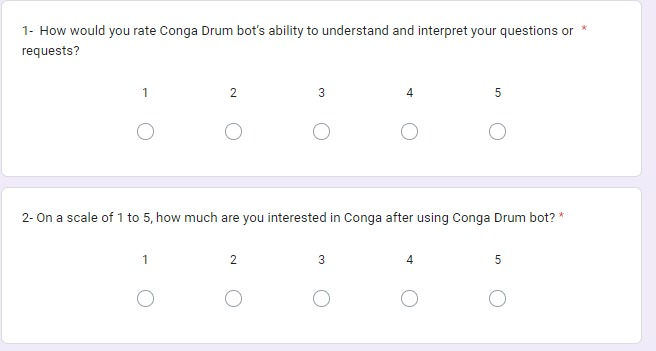 1- How would you rate Conga Drum bot's ability to understand and interpret your questions or *
requests?
1 2 3 4 5
2- On a scale of 1 to 5, how much are you interested in Conga after using Conga Drum bot? *
1 2 3 4 5